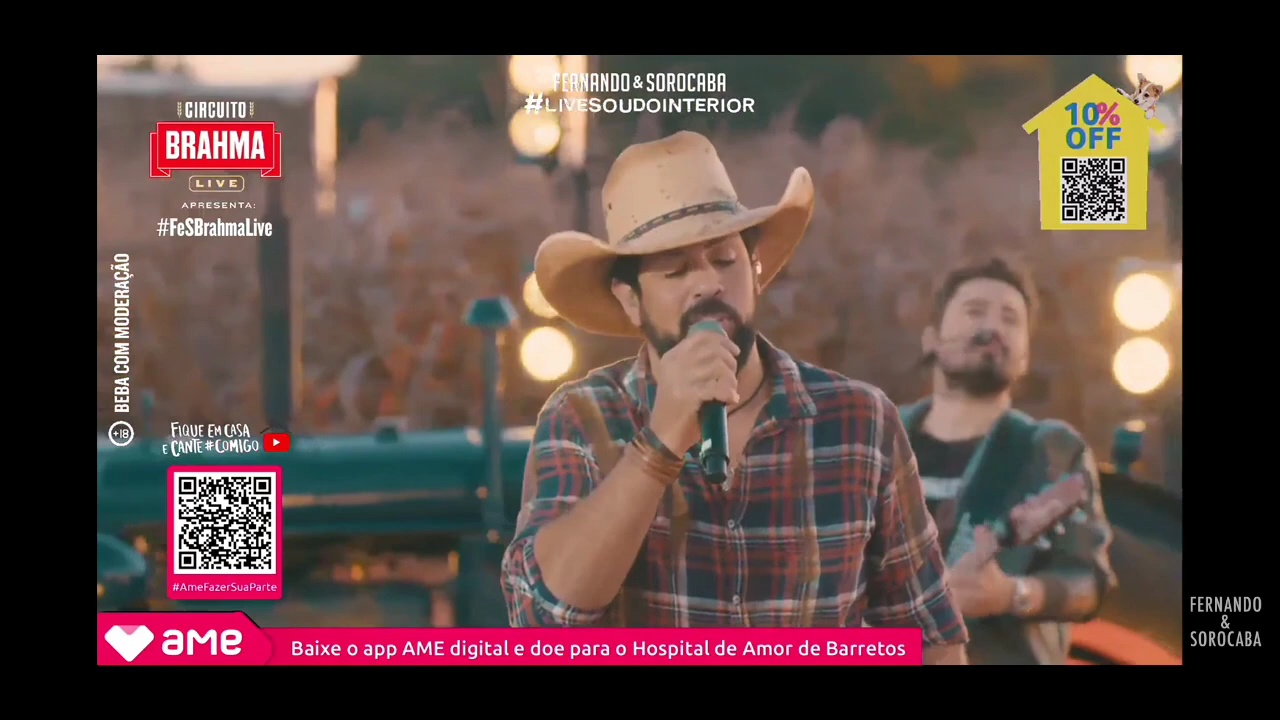 FERNANDO & SOROCABA
#LIVESOUDOINTERIOR
CIRCUITO
BRAHMA
LIVE
APRESENTA:
#FeSBrahmaLive
10%
OFF
BEBA COM MODERAÇÃO
+18
FIQUE EM CASA
E CANTE #COMIGO
#AmeFazerSuaParte
AME
Baixe o app AME digital e doe para o Hospital de Amor de Barretos
FERNANDO
&
SOROCABA